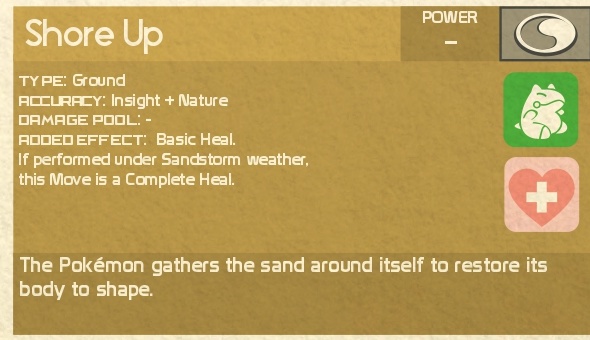 Shore Up
POWER
–
TYPE: Ground
ACCURACY: Insight + Nature
DAMAGE POOL: -
ADDED EFFECT: Basic Heal.
If performed under Sandstorm weather,
this Move is a Complete Heal.
The Pokémon gathers the sand around itself to restore its
body to shape.